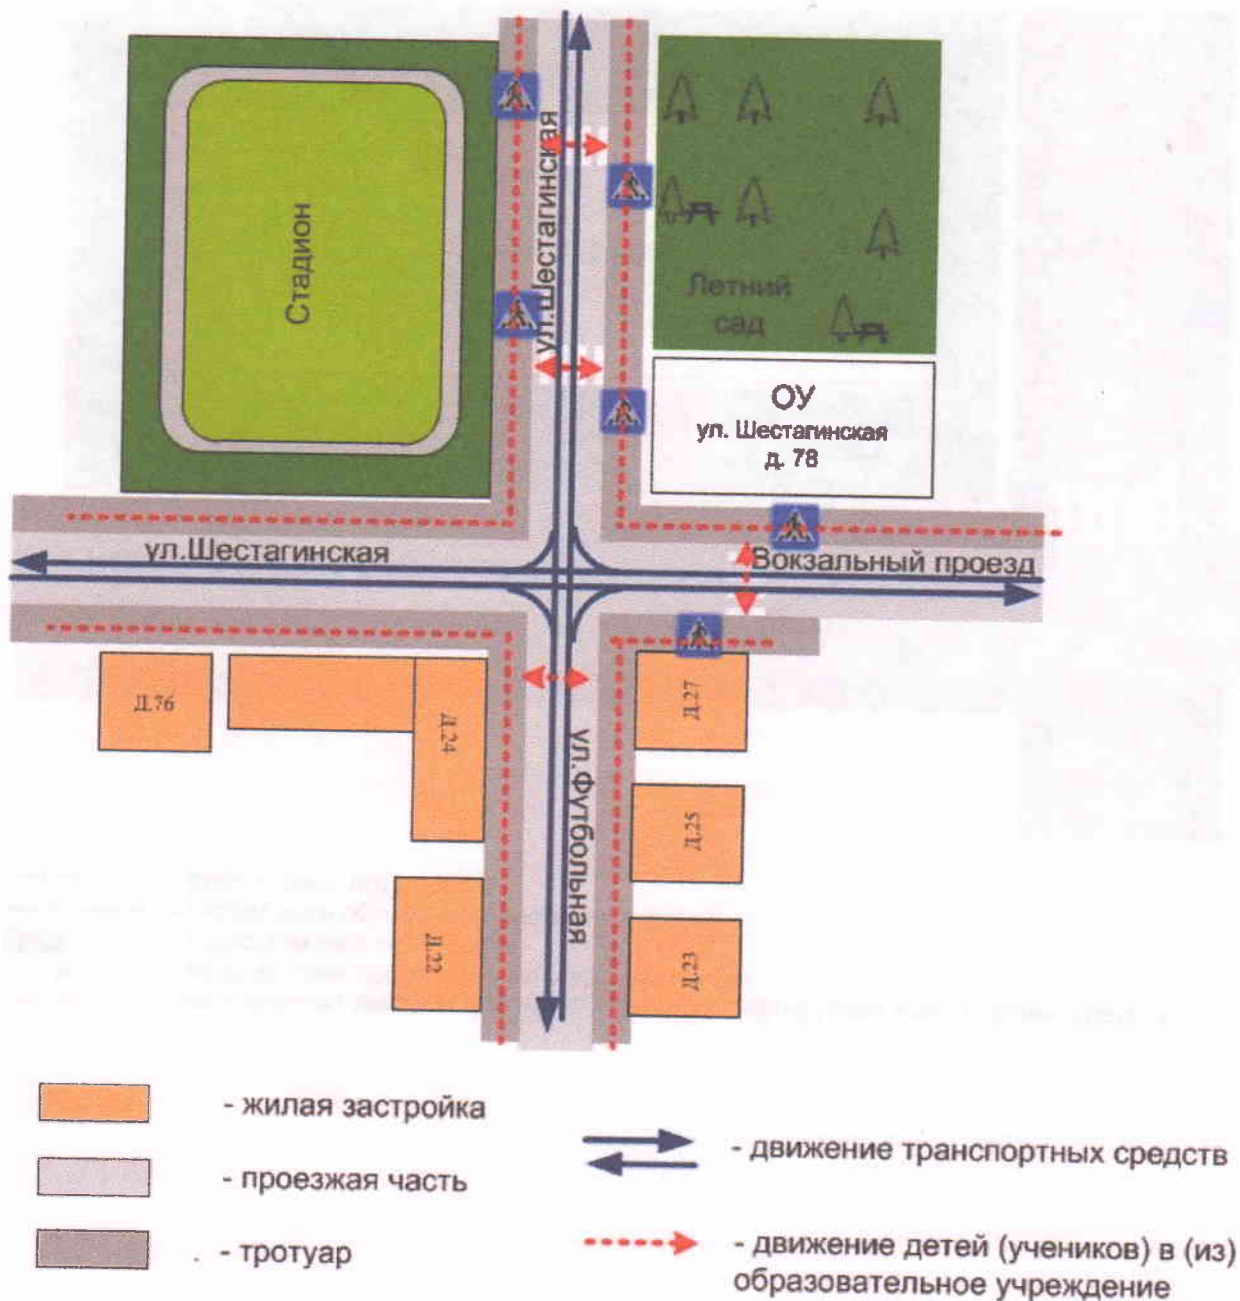 Стадион
ул.Шестагинская
Летний
сад
ОУ
ул. Шестагинская
д. 78
ул.Шестагинская
Вокзальный проезд
Д.76
Д.24
Д.22
ул.Футбольная
Д.27
Д.25
Д.23
- жилая застройка
- проезжая часть
- тротуар
- движение транспортных средств
- движение детей (учеников) в (из)
образовательное учреждение